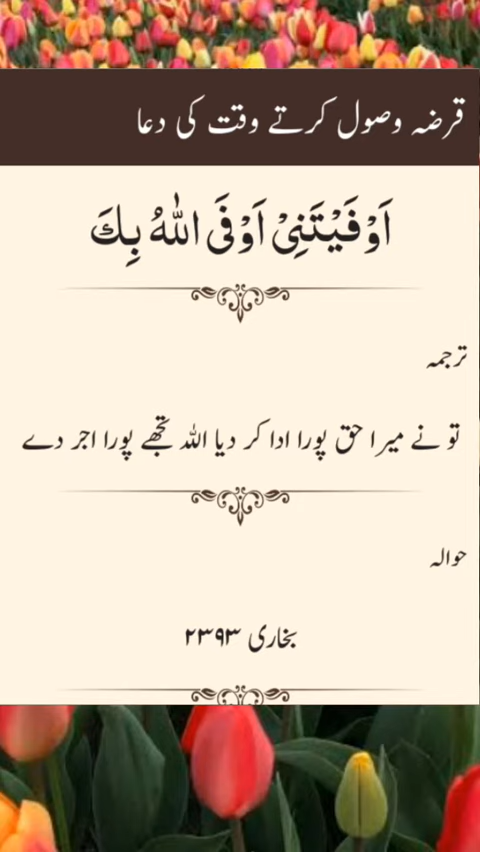 قرضہ وصول کرتے وقت کی دعا
اَوْفَيْتَنِیْ اَوْفَی اللّٰهُ بِكَ
ترجمہ
تو نے میرا حق پورا ادا کر دیا اللہ تجھے پورا اجر دے
حوالہ
بخاری ۲۳۹۳